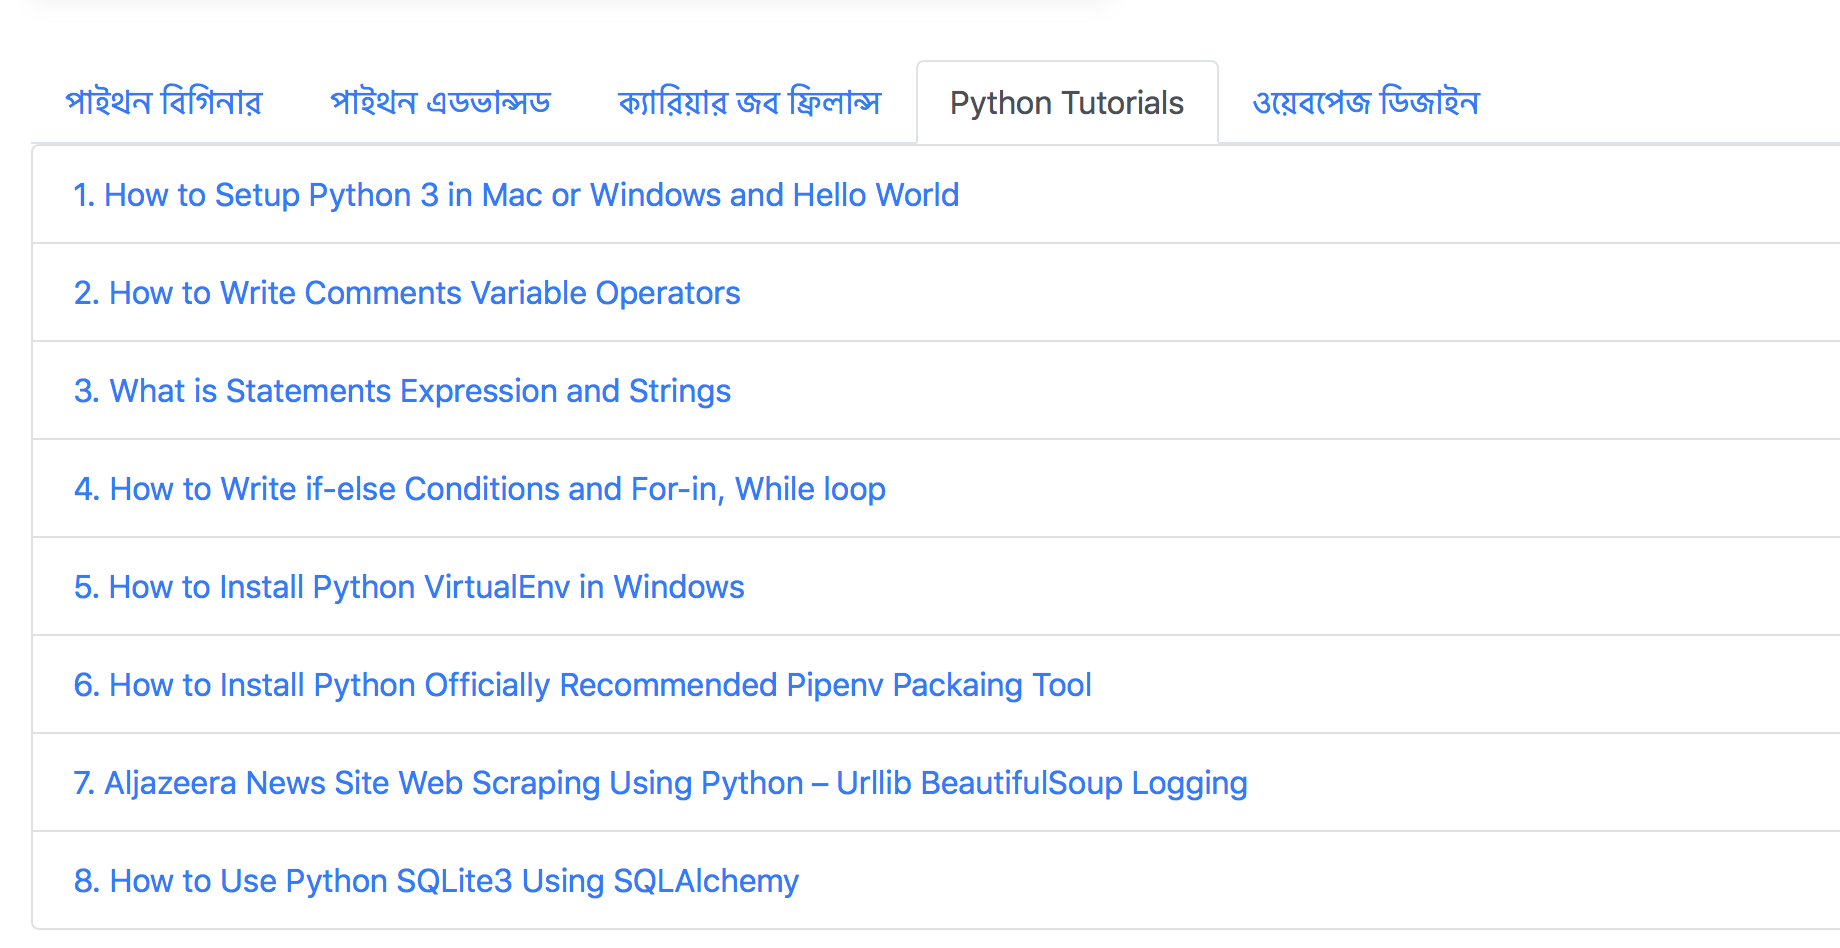 পাইথন বিগিনার পাইথন এডভান্সড ক্যারিয়ার জব ফ্রিলান্স Python Tutorials ওয়েবপেজ ডিজাইন
1. How to Setup Python 3 in Mac or Windows and Hello World
2. How to Write Comments Variable Operators
3. What is Statements Expression and Strings
4. How to Write if-else Conditions and For-in, While loop
5. How to Install Python VirtualEnv in Windows
6. How to Install Python Officially Recommended Pipenv Packaing Tool
7. Aljazeera News Site Web Scraping Using Python – Urllib BeautifulSoup Logging
8. How to Use Python SQLite3 Using SQLAlchemy